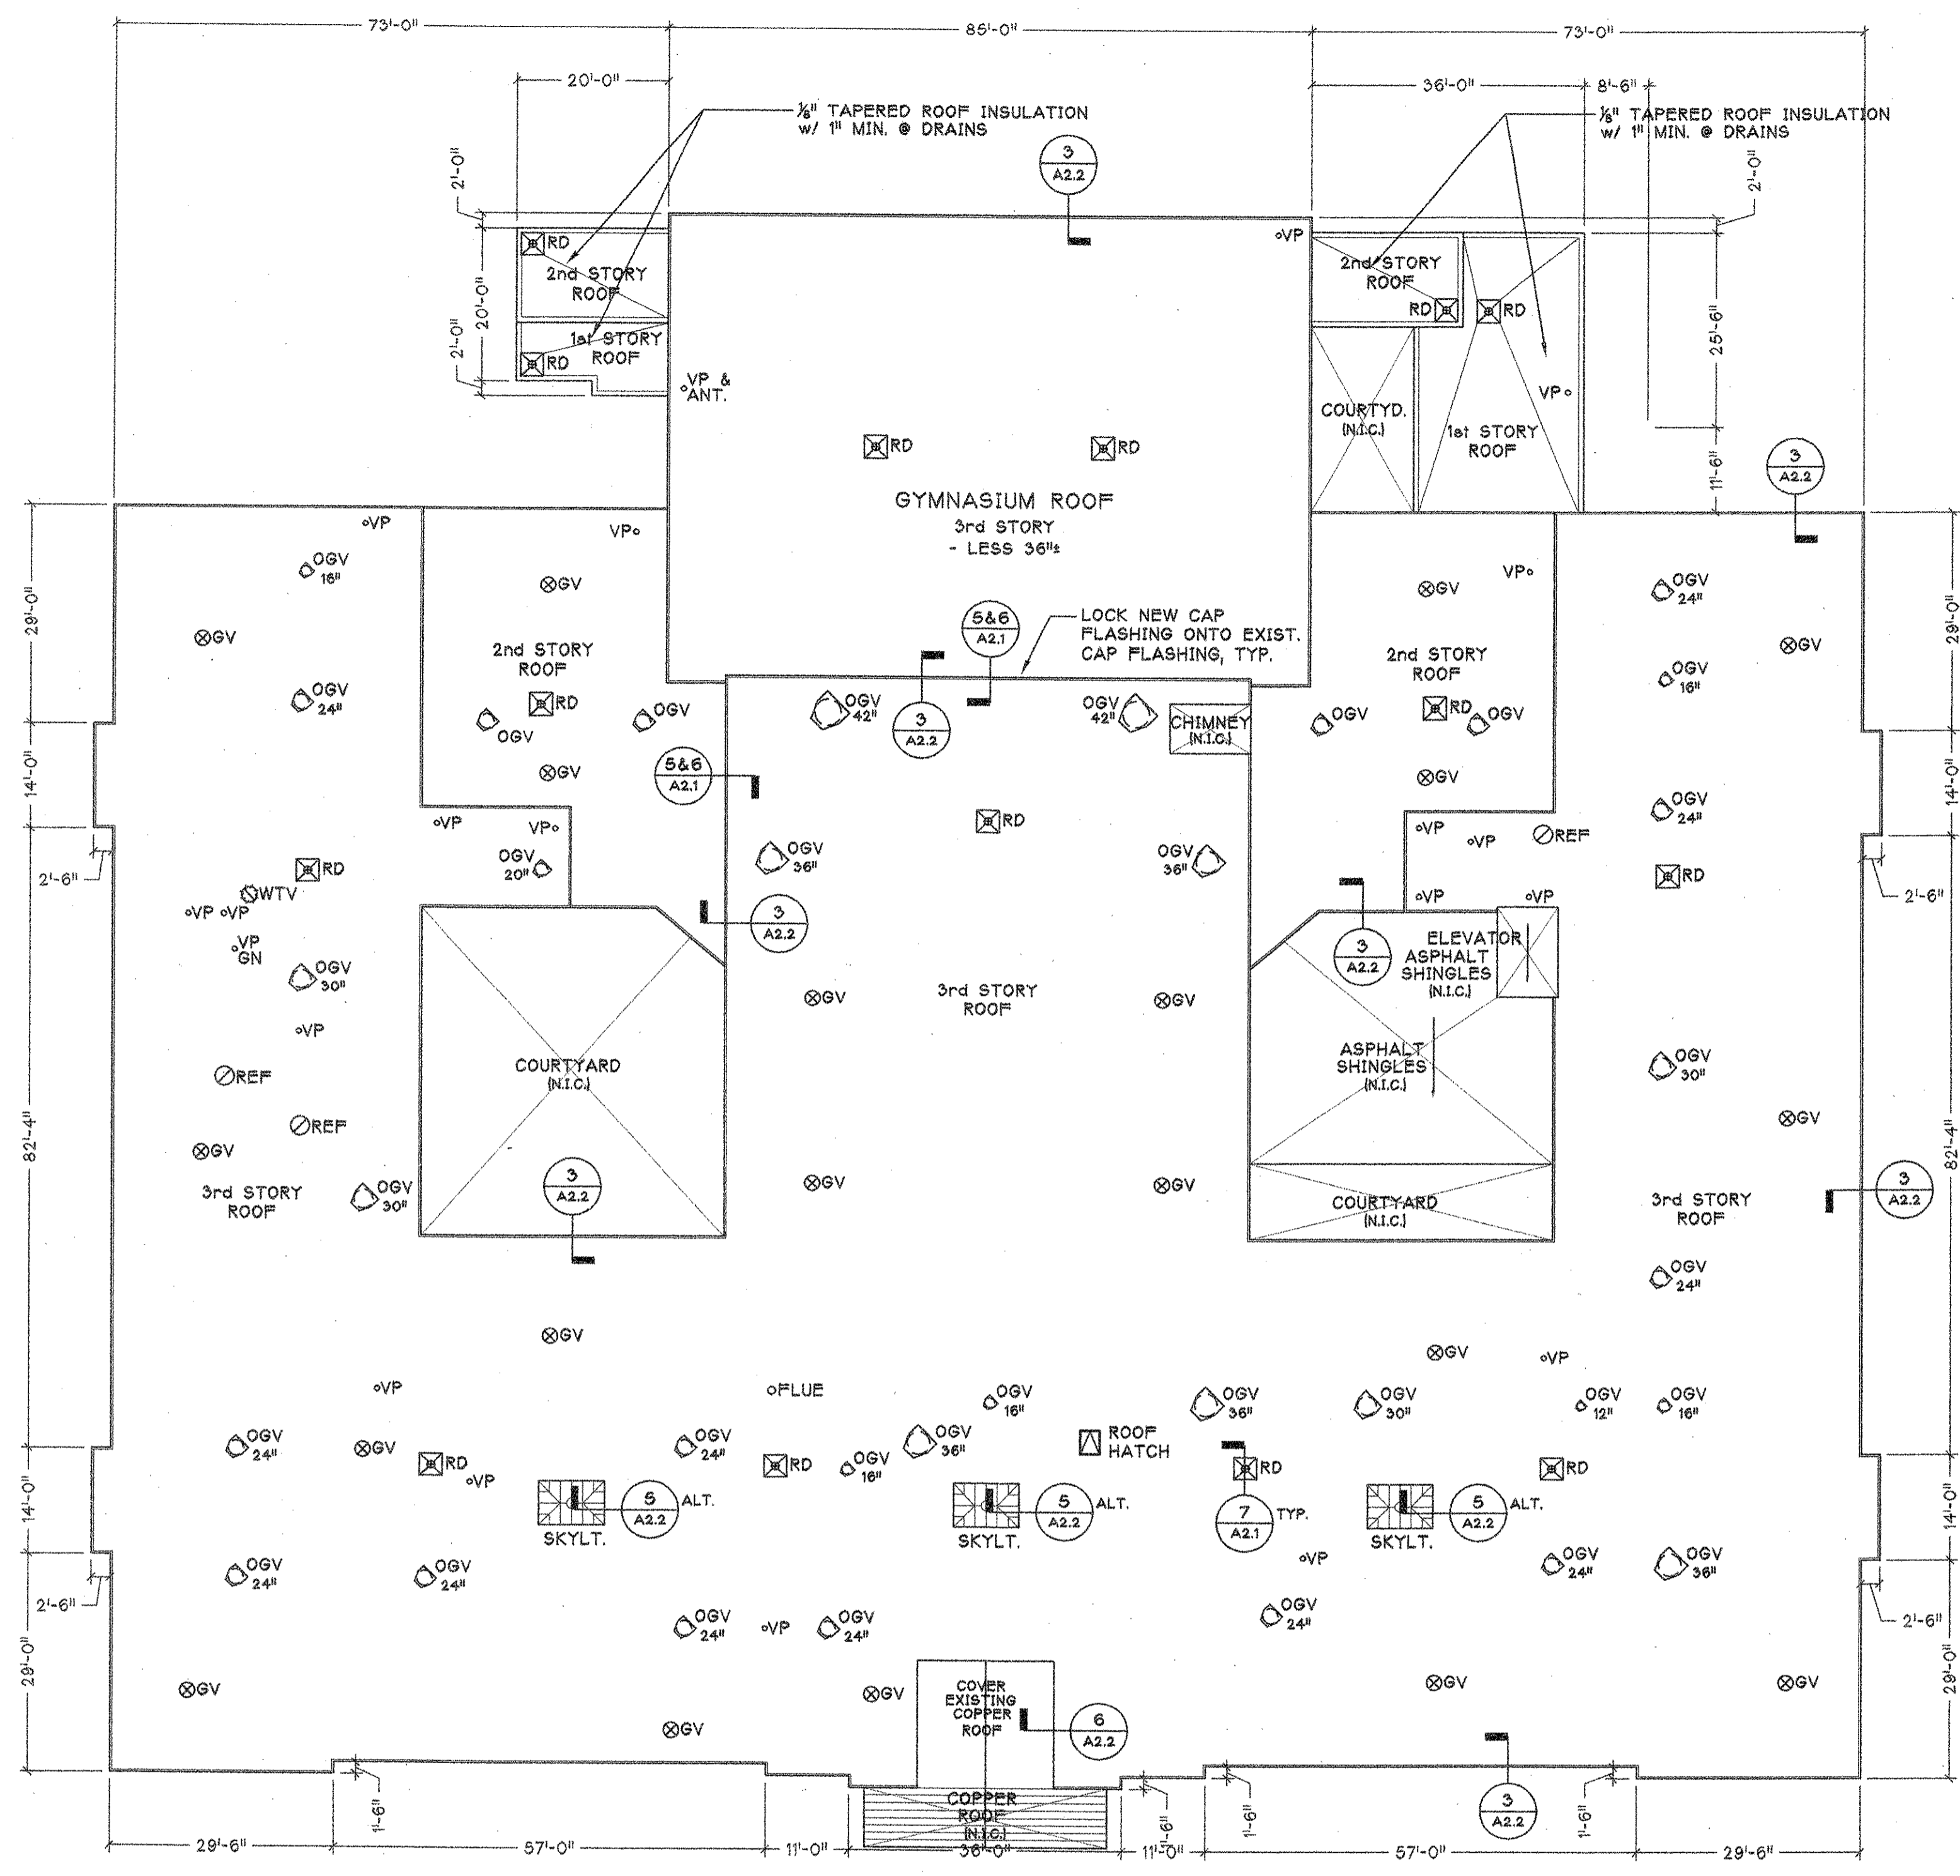 73'-0"
85'-0"
73'-0"
20'-0"
36'-0"
8'-6"
1/8" TAPERED ROOF INSULATION
w/ 1" MIN. @ DRAINS
1/8" TAPERED ROOF INSULATION
w/ 1" MIN. @ DRAINS
3
A2.2
2'-0"
2'-0"
VP
RD
2nd STORY
ROOF
2nd STORY
ROOF
RD
RD
20'-0"
25'-6"
1st STORY
ROOF
RD
2'-0"
VP &
ANT.
VP
COURTYD.
(N.I.C.)
1st STORY
ROOF
RD
RD
11'-6"
3
A2.2
GYMNASIUM ROOF
3rd STORY
- LESS 36"±
VP
VP
OGV
16"
GV
GV
VP
OGV
24"
29'-0"
29'-0"
GV
5&6
A2.1
LOCK NEW CAP
FLASHING ONTO EXIST.
CAP FLASHING, TYP.
GV
2nd STORY
ROOF
2nd STORY
ROOF
OGV
16"
OGV
24"
RD
OGV
OGV
OGV
42"
3
A2.2
OGV
42"
CHIMNEY
(N.I.C.)
OGV
RD
OGV
14'-0"
14'-0"
GV
5&6
A2.1
GV
OGV
24"
VP
VP
RD
VP
VP
REF
OGV
20"
OGV
36"
OGV
36"
RD
RD
2'-6"
2'-6"
WTV
VP
VP
3
A2.2
VP
VP
VP
GN
3
A2.2
ELEVATOR
ASPHALT
SHINGLES
(N.I.C.)
OGV
30"
GV
3rd STORY
ROOF
GV
VP
COURTYARD
(N.I.C.)
ASPHALT
SHINGLES
(N.I.C.)
OGV
30"
REF
REF
GV
82'-4"
82'-4"
GV
3rd STORY
ROOF
OGV
30"
3
A2.2
GV
GV
COURTYARD
(N.I.C.)
3rd STORY
ROOF
3
A2.2
OGV
24"
GV
GV
VP
VP
FLUE
OGV
16"
OGV
36"
OGV
30"
OGV
12"
OGV
16"
OGV
24"
GV
OGV
24"
OGV
36"
ROOF
HATCH
RD
VP
RD
OGV
16"
RD
RD
14'-0"
14'-0"
SKYLT.
5
A2.2
ALT.
SKYLT.
5
A2.2
ALT.
7
A2.1
TYP.
SKYLT.
5
A2.2
ALT.
VP
OGV
24"
OGV
24"
OGV
24"
OGV
36"
2'-6"
2'-6"
OGV
24"
VP
OGV
24"
OGV
24"
29'-0"
29'-0"
GV
GV
GV
GV
GV
COVER
EXISTING
COPPER
ROOF
6
A2.2
COPPER
ROOF
(N.I.C.)
3
A2.2
1'-6"
1'-6"
1'-6"
1'-6"
29'-6"
57'-0"
11'-0"
36'-0"
11'-0"
57'-0"
29'-6"